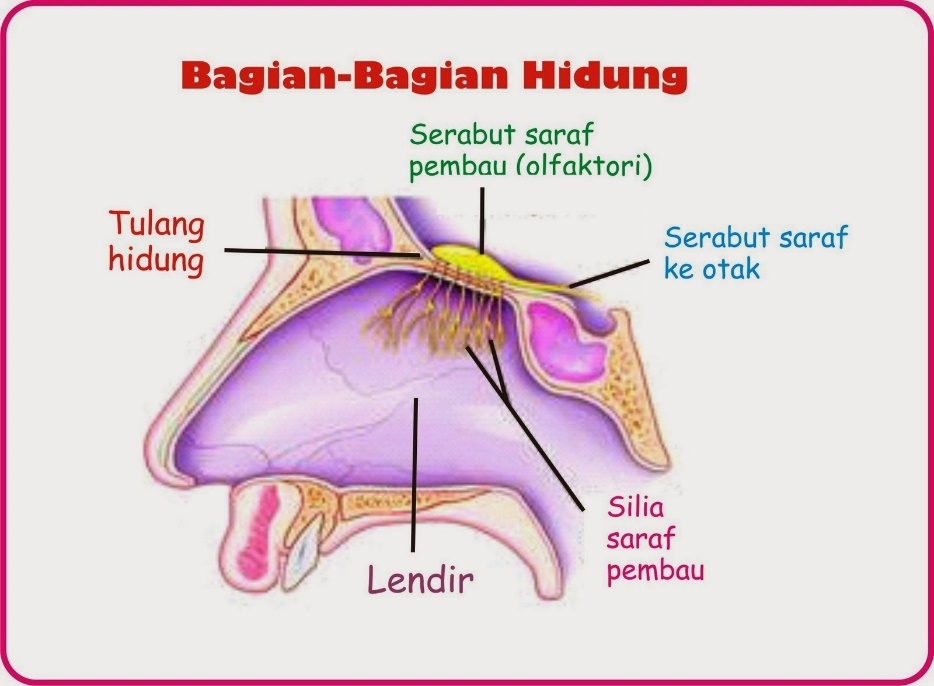 Bagian-Bagian Hidung
Serabut saraf
pembau (olfaktori)
Tulang
hidung
Serabut saraf
ke otak
Silia
saraf
pembau
Lendir